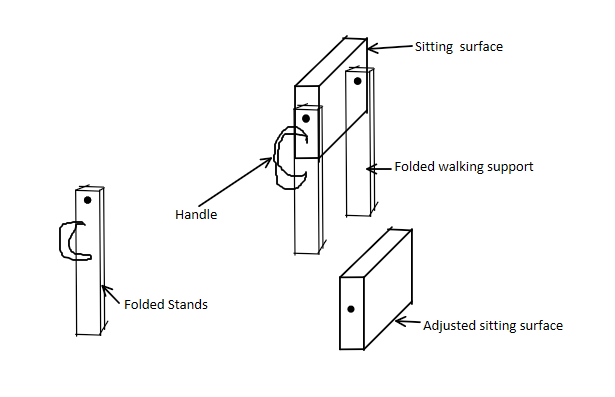 Sitting  surface
Folded walking support
Handle
Folded Stands
Adjusted sitting surface